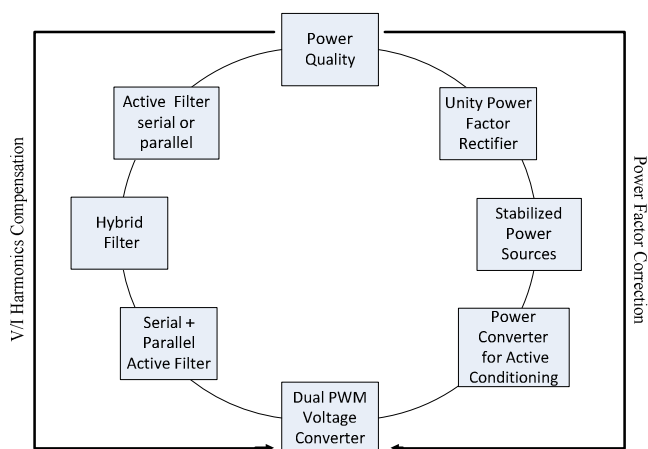 Power
Quality
Active Filter
serial or
parallel
Unity Power
Factor
Rectifier
V/I Harmonics Compensation
Power Factor Correction
Hybrid
Filter
Stabilized
Power
Sources
Serial +
Parallel
Active Filter
Power
Converter
for Active
Conditioning
Dual PWM
Voltage
Converter